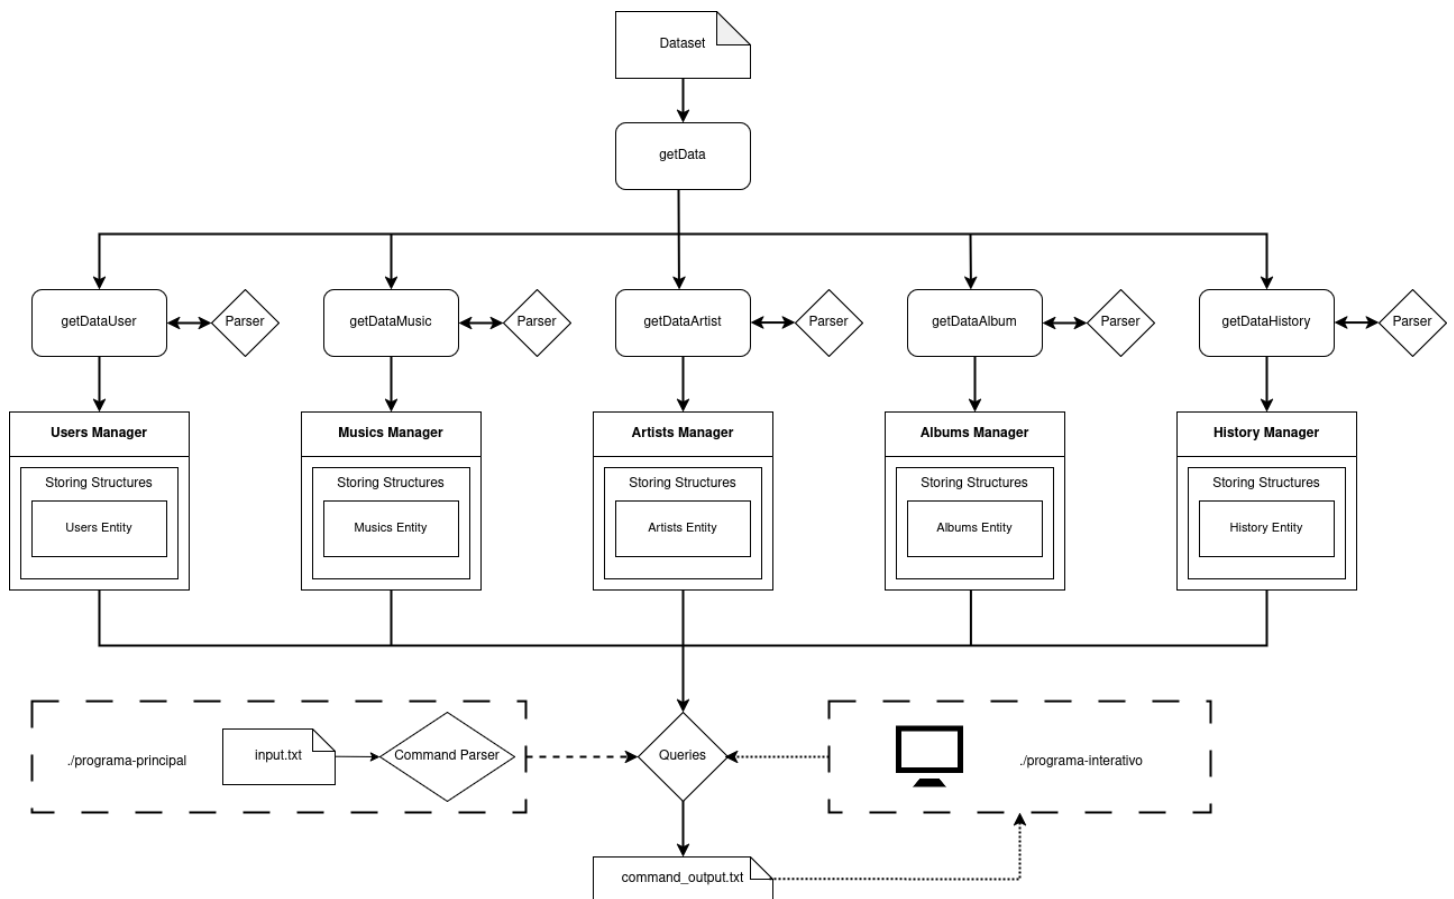 Dataset
getData
getDataUser
Parser
getDataMusic
Parser
getDataArtist
Parser
getDataAlbum
Parser
getDataHistory
Parser
Users Manager
Musics Manager
Artists Manager
Albums Manager
History Manager
Storing Structures
Storing Structures
Storing Structures
Storing Structures
Storing Structures
Users Entity
Musics Entity
Artists Entity
Albums Entity
History Entity
./programa-principal
input.txt
Command Parser
Queries
./programa-interativo
command_output.txt